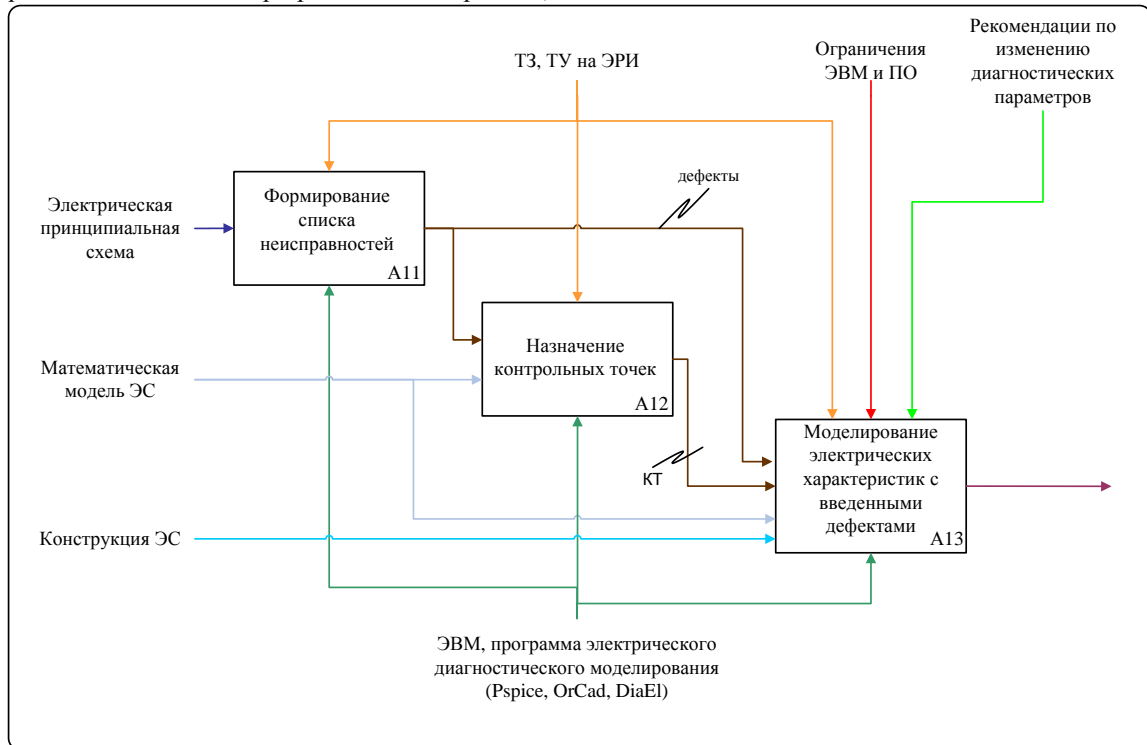 ТЗ, ТУ на ЭРИ
Ограничения
ЭВМ и ПО
Рекомендации по
изменению
диагностических
параметров
Электрическая
принципиальная
схема
Формирование
списка
неисправностей
А11
дефекты
Математическая
модель ЭС
Назначение
контрольных точек
А12
КТ
Моделирование
электрических
характеристик с
введенными
дефектами
А13
Конструкция ЭС
ЭВМ, программа электрического
диагностического моделирования
(Pspice, OrCad, DiaEl)